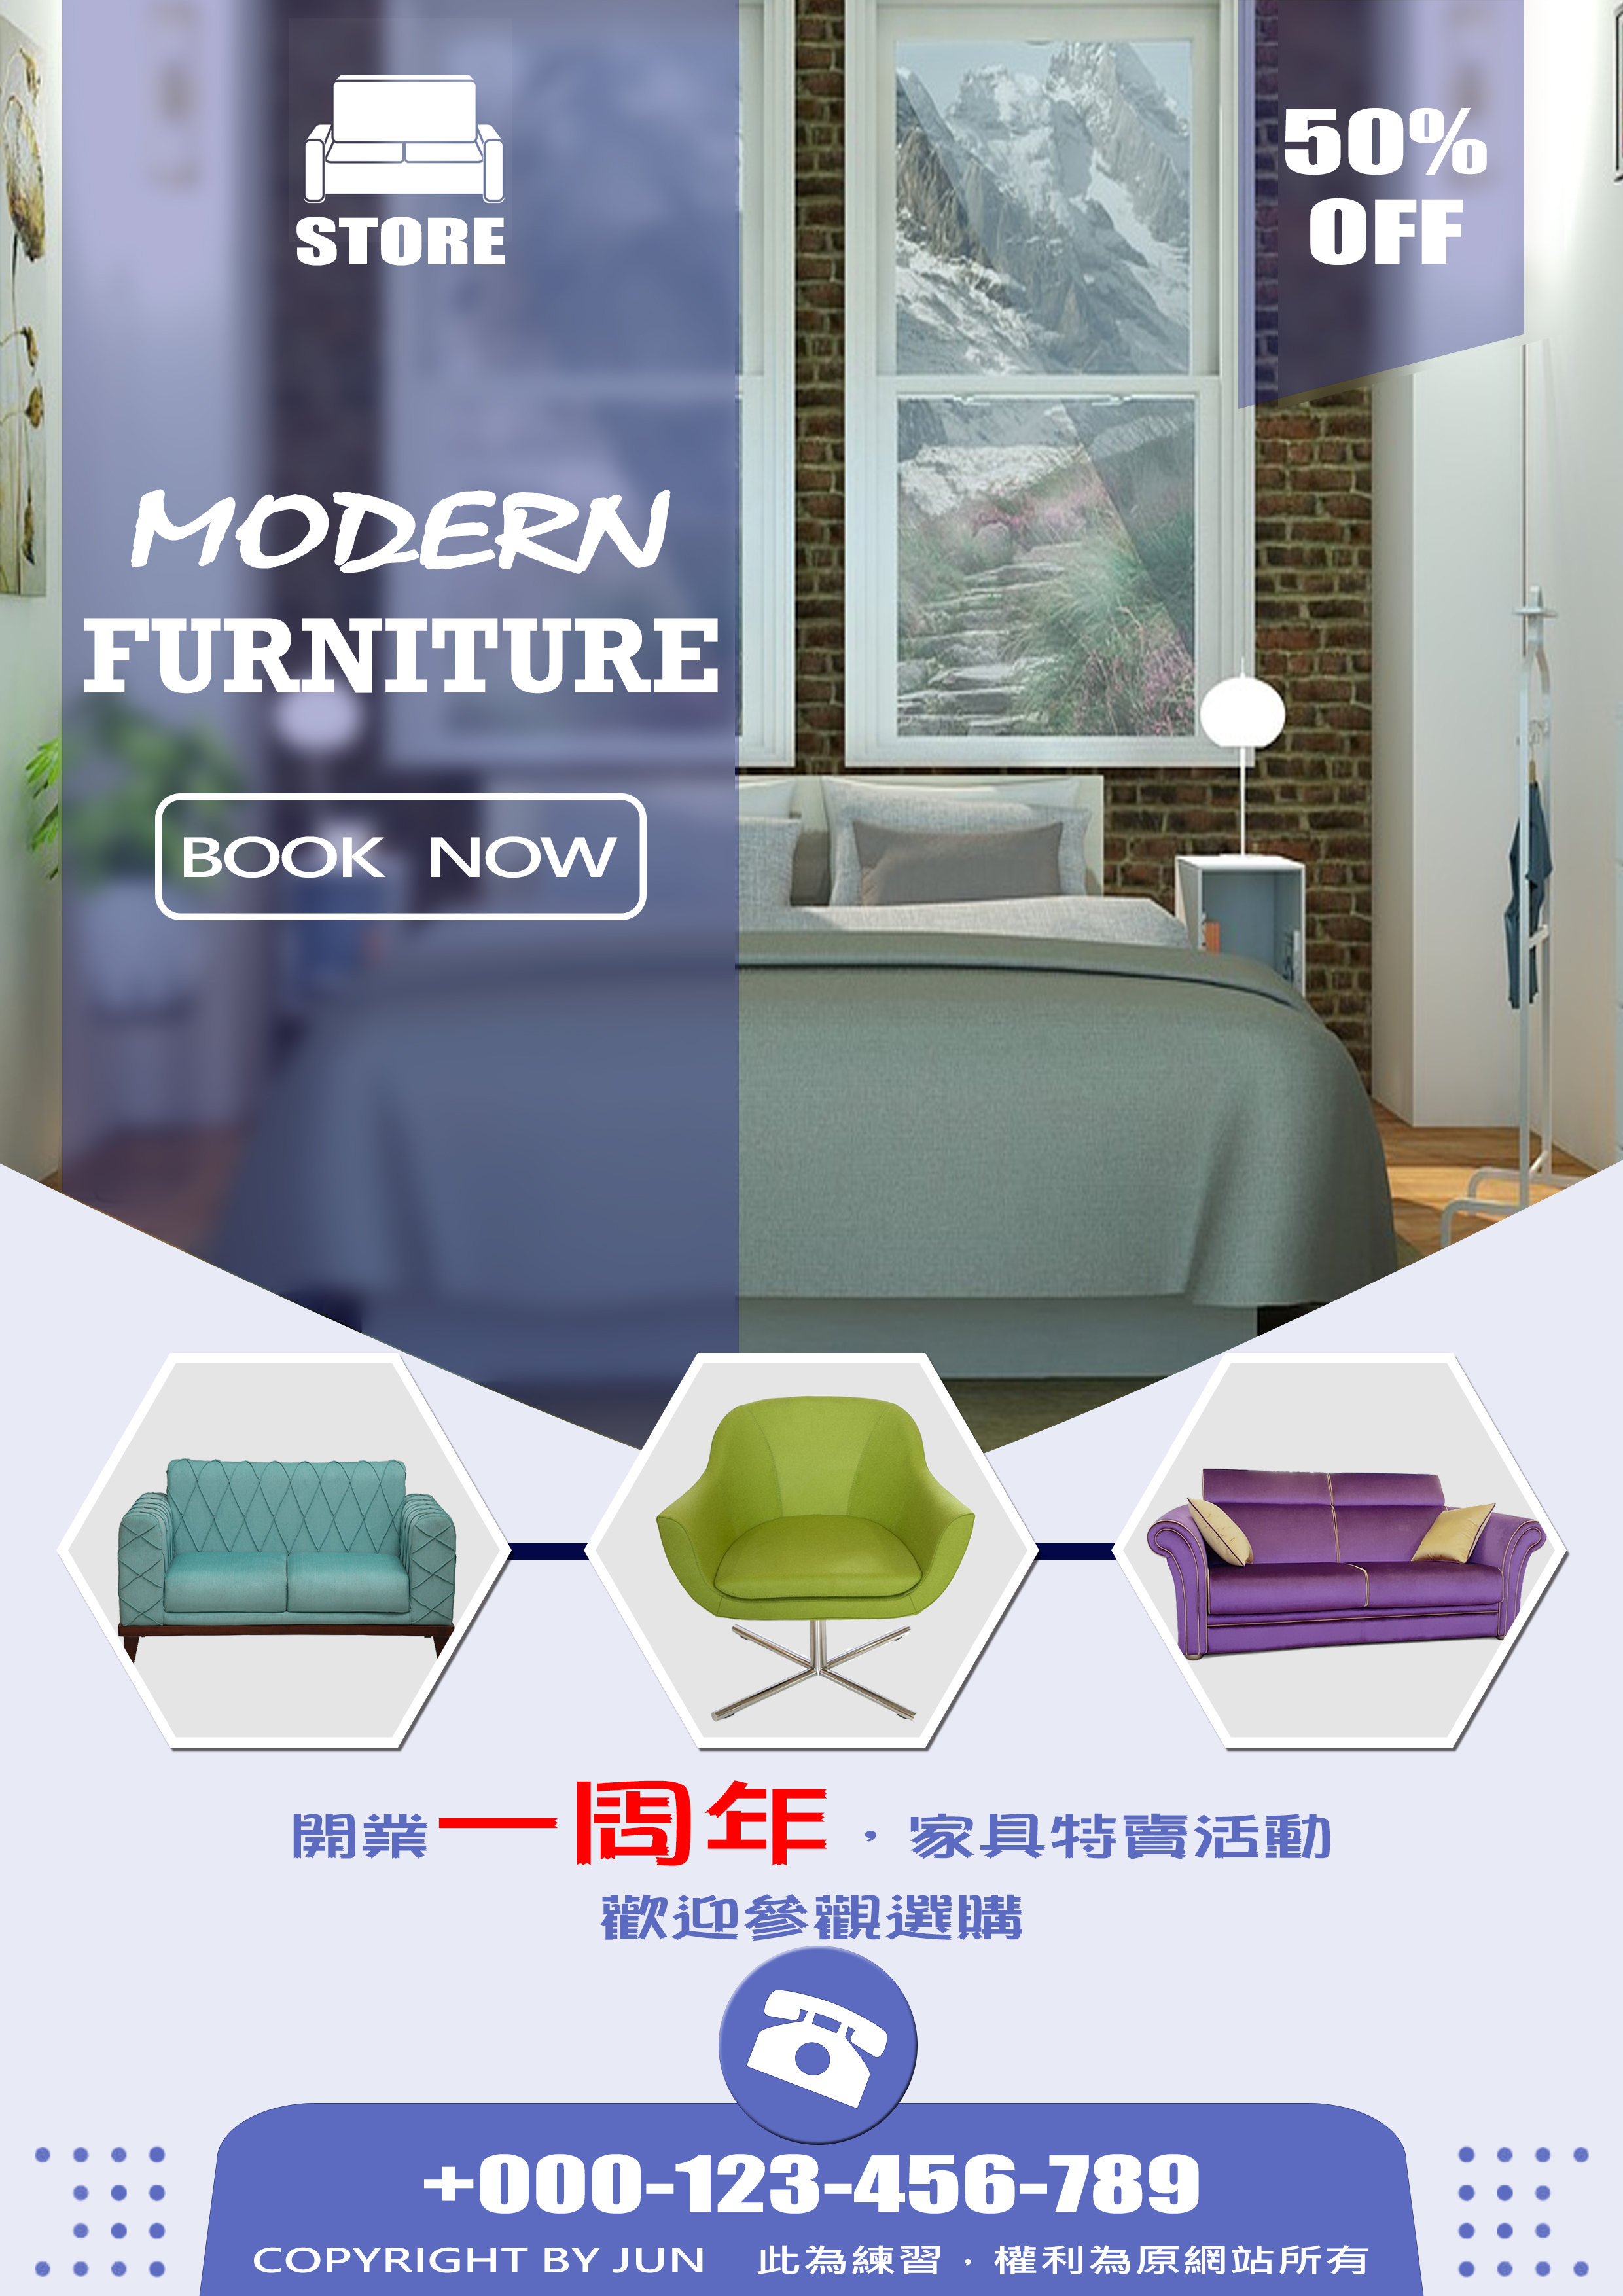 STORE
50%
OFF
MODERN
FURNITURE
BOOK NOW
開業一周年，家具特賣活動
歡迎參觀選購
+000-123-456-789
COPYRIGHT BY JUN 此為練習，權利為原網站所有